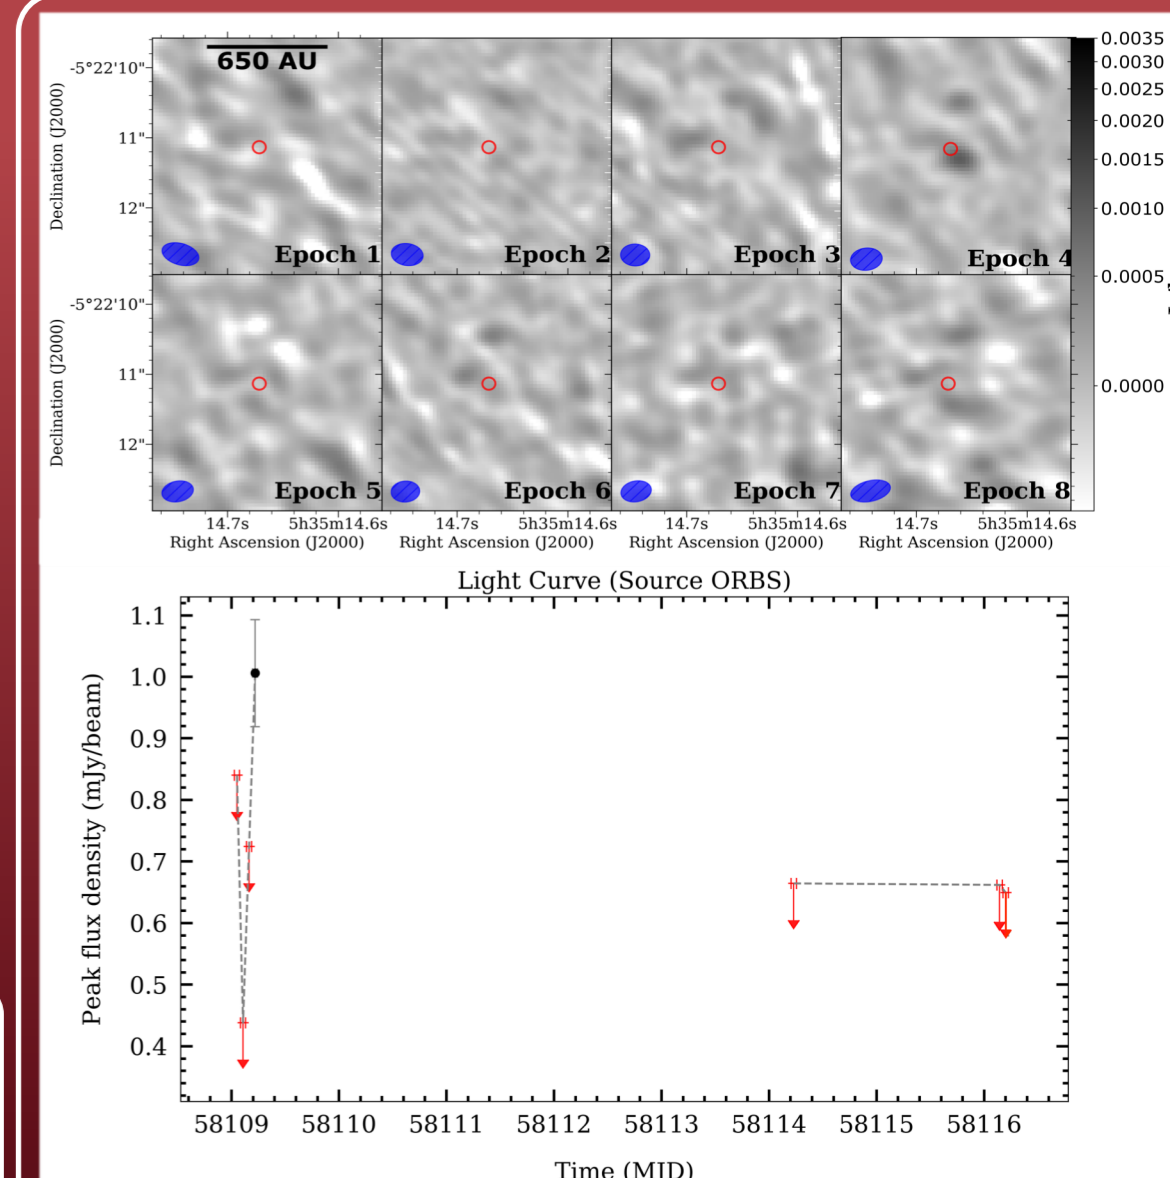 650 AU
-5°22'10"
11"
12"
Declination (J2000)
Epoch 1
Epoch 2
Epoch 3
Epoch 4
0.0035
0.0030
0.0025
0.0020
0.0015
0.0010
0.0005
0.0000
-5°22'10"
11"
12"
Declination (J2000)
Epoch 5
Epoch 6
Epoch 7
Epoch 8
14.7s 5h35m14.6s 14.7s 5h35m14.6s 14.7s 5h35m14.6s 14.7s 5h35m14.6s
Right Ascension (J2000) Right Ascension (J2000) Right Ascension (J2000) Right Ascension (J2000)
Light Curve (Source ORBS)
1.1
1.0
0.9
0.8
0.7
0.6
0.5
0.4
Peak flux density (mJy/beam)
58109 58110 58111 58112 58113 58114 58115 58116
Time (MJD)